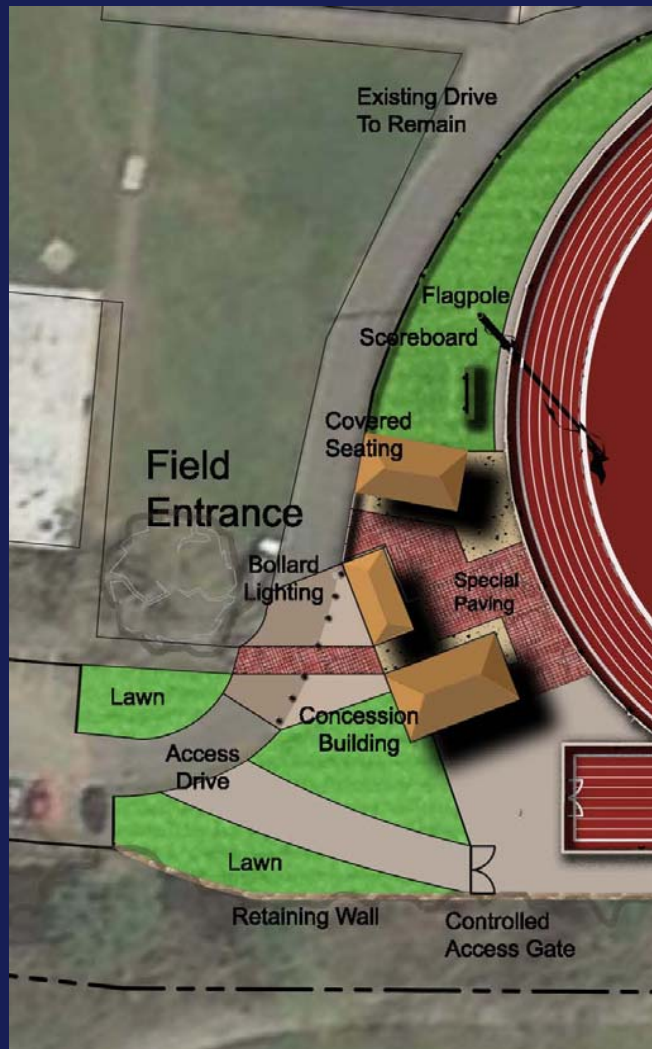 Existing Drive
To Remain
Flagpole
Scoreboard
Covered
Seating
Field
Entrance
Bollard
Lighting
Special
Paving
Lawn
Concession
Building
Access
Drive
Lawn
Retaining Wall
Controlled
Access Gate